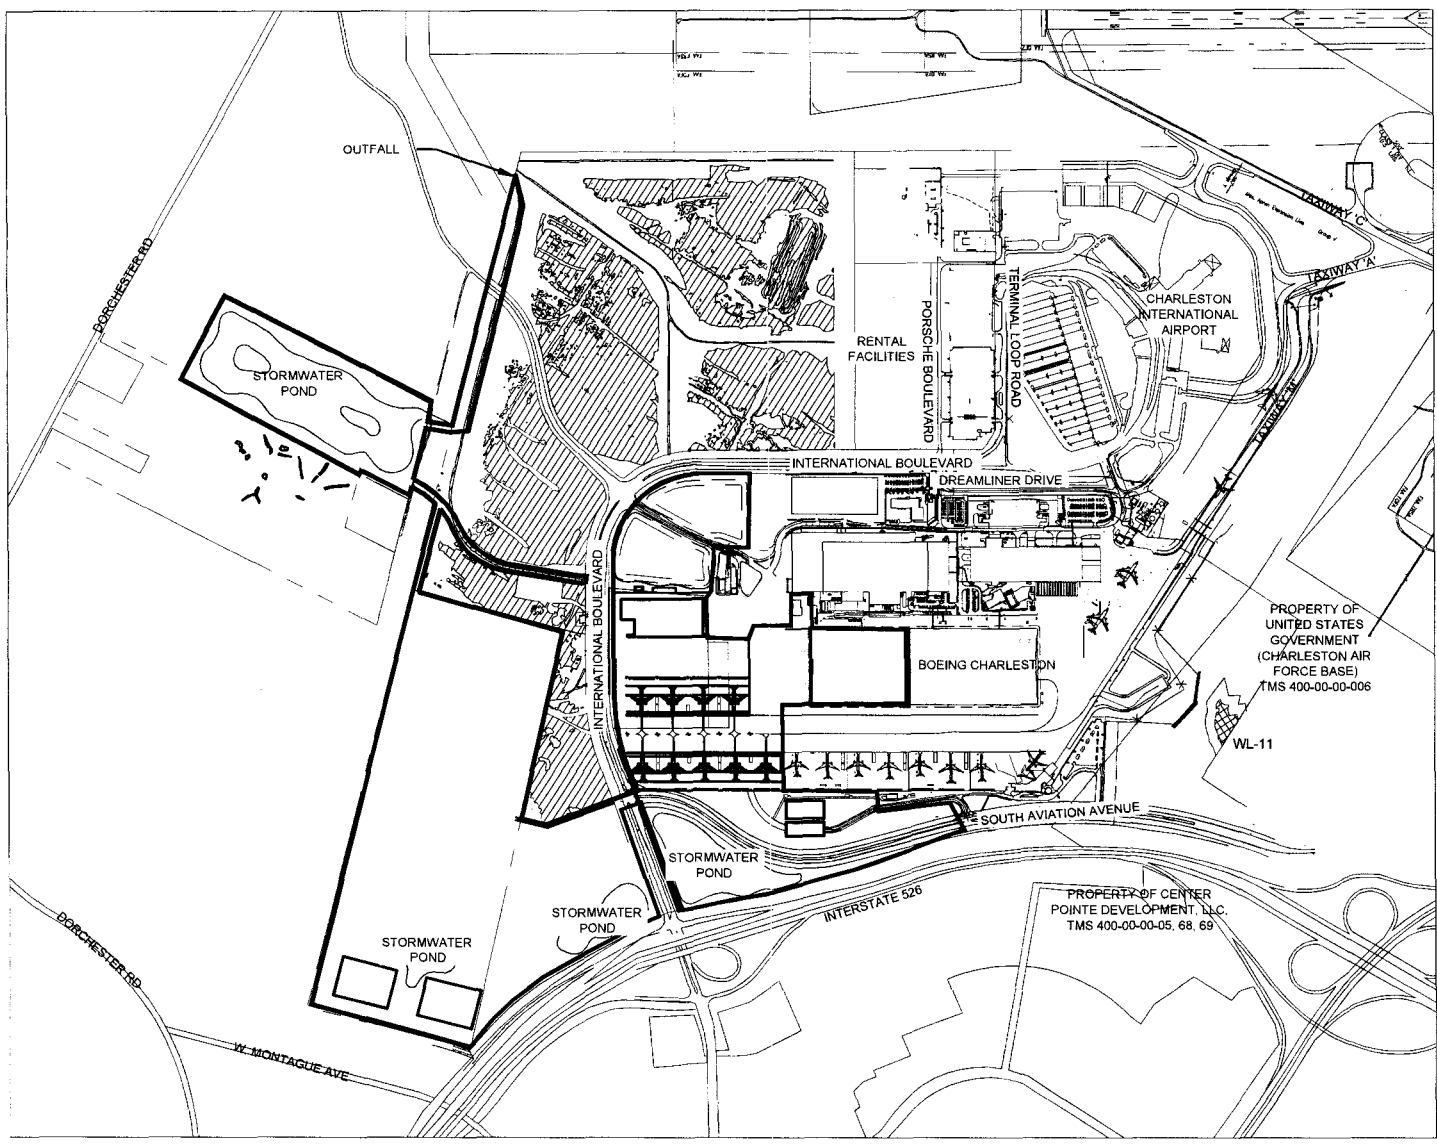 OUTFALL
DORCHESTER RD
STORMWATER
POND
RENTAL
FACILITIES
PORSCHE BOULEVARD
TERMINAL LOOP ROAD
CHARLESTON
INTERNATIONAL
AIRPORT
TAXIWAY 'C'
TAXIWAY 'A'
INTERNATIONAL BOULEVARD
DREAMLINER DRIVE
INTERNATIONAL BOULEVARD
BOEING CHARLESTON
PROPERTY OF
UNITED STATES
GOVERNMENT
(CHARLESTON AIR
FORCE BASE)
TMS 400-00-00-006
WL-11
SOUTH AVIATION AVENUE
STORMWATER
POND
INTERSTATE 526
PROPERTY OF CENTER
POINTE DEVELOPMENT, LLC.
TMS 400-00-00-05, 68, 69
STORMWATER
POND
STORMWATER
POND
DORCHESTER RD
W. MONTAGUE AVE